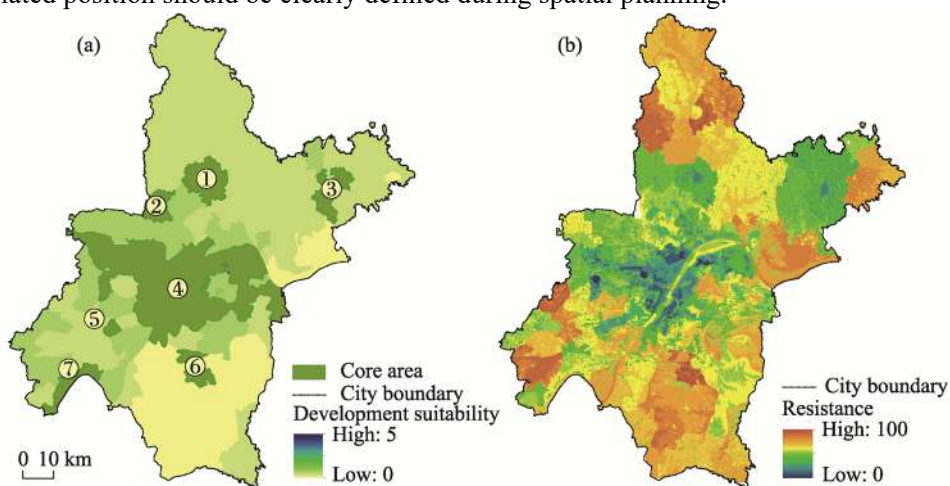 mated position should be clearly defined during spatial planning.
(a)
(b)
①
②
③
④
⑤
⑥
⑦
Core area
City boundary
Development suitability
High: 5
Low: 0
0 10 km
City boundary
Resistance
High: 100
Low: 0